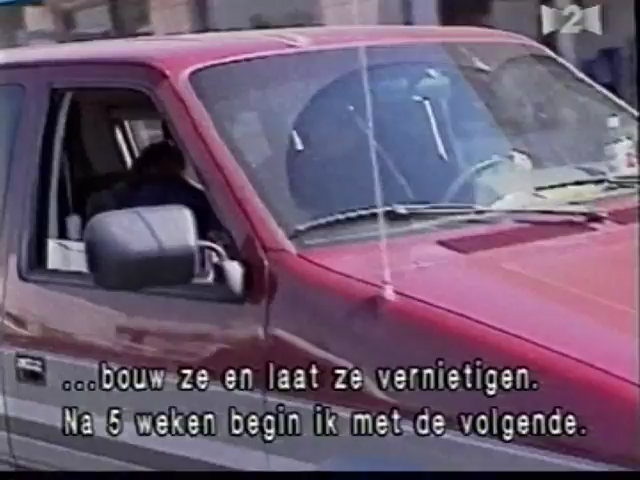 2
...bouw ze en laat ze vernietigen.
Na 5 weken begin ik met de volgende.